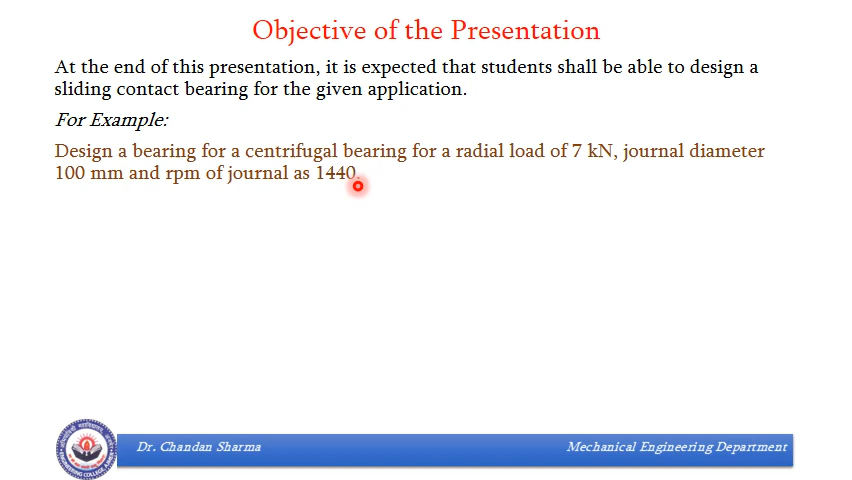 Objective of the Presentation
At the end of this presentation, it is expected that students shall be able to design a
sliding contact bearing for the given application.
For Example:
Design a bearing for a centrifugal bearing for a radial load of 7 kN, journal diameter
100 mm and rpm of journal as 1440.
Dr. Chandan Sharma
Mechanical Engineering Department